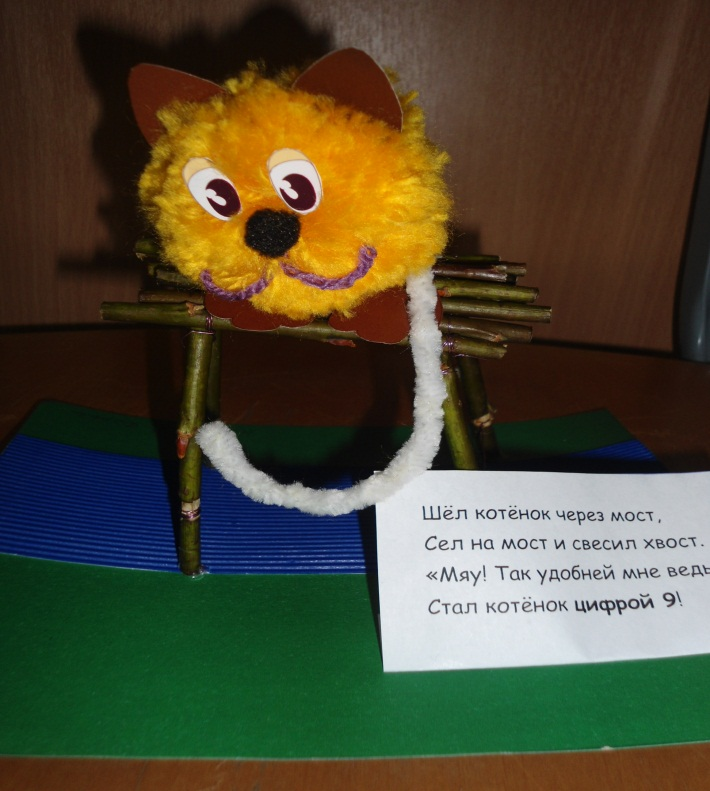 Шёл котёнок через мост,
Сел на мост и свесил хвост.
«Мяу! Так удобней мне ведь
Стал котёнок цифрой 9!